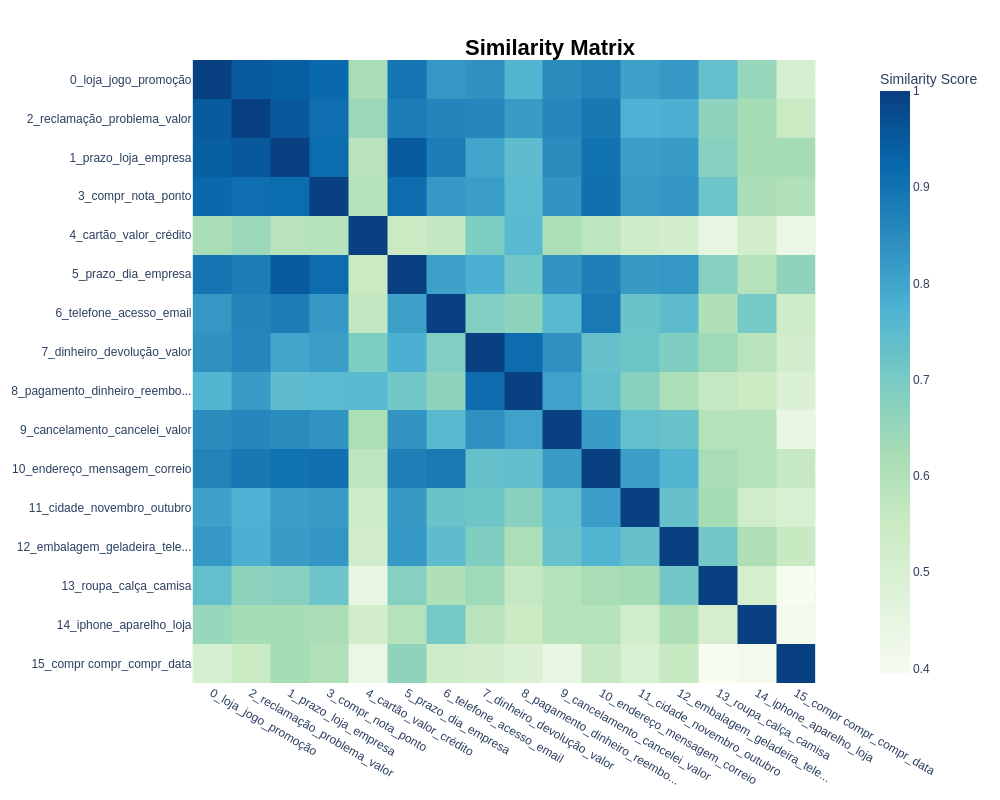 Similarity Matrix
Similarity Score
0_loja_jogo_promoção
2_reclamação_problema_valor
1_prazo_loja_empresa
3_compr_nota_ponto
4_cartão_valor_crédito
5_prazo_dia_empresa
6_telefone_acesso_email
7_dinheiro_devolução_valor
8_pagamento_dinheiro_reembo...
9_cancelamento_cancelei_valor
10_endereço_mensagem_correio
11_cidade_novembro_outubro
12_embalagem_geladeira_tele...
13_roupa_calça_camisa
14_iphone_aparelho_loja
15_compr compr_compr_data
0_loja_jogo_promoção
2_reclamação_problema_valor
1_prazo_loja_empresa
3_compr_nota_ponto
4_cartão_valor_crédito
5_prazo_dia_empresa
6_telefone_acesso_email
7_dinheiro_devolução_valor
8_pagamento_dinheiro_reembo...
9_cancelamento_cancelei_valor
10_endereço_mensagem_correio
11_cidade_novembro_outubro
12_embalagem_geladeira_tele...
13_roupa_calça_camisa
14_iphone_aparelho_loja
15_compr compr_compr_data
1
0.9
0.8
0.7
0.6
0.5
0.4